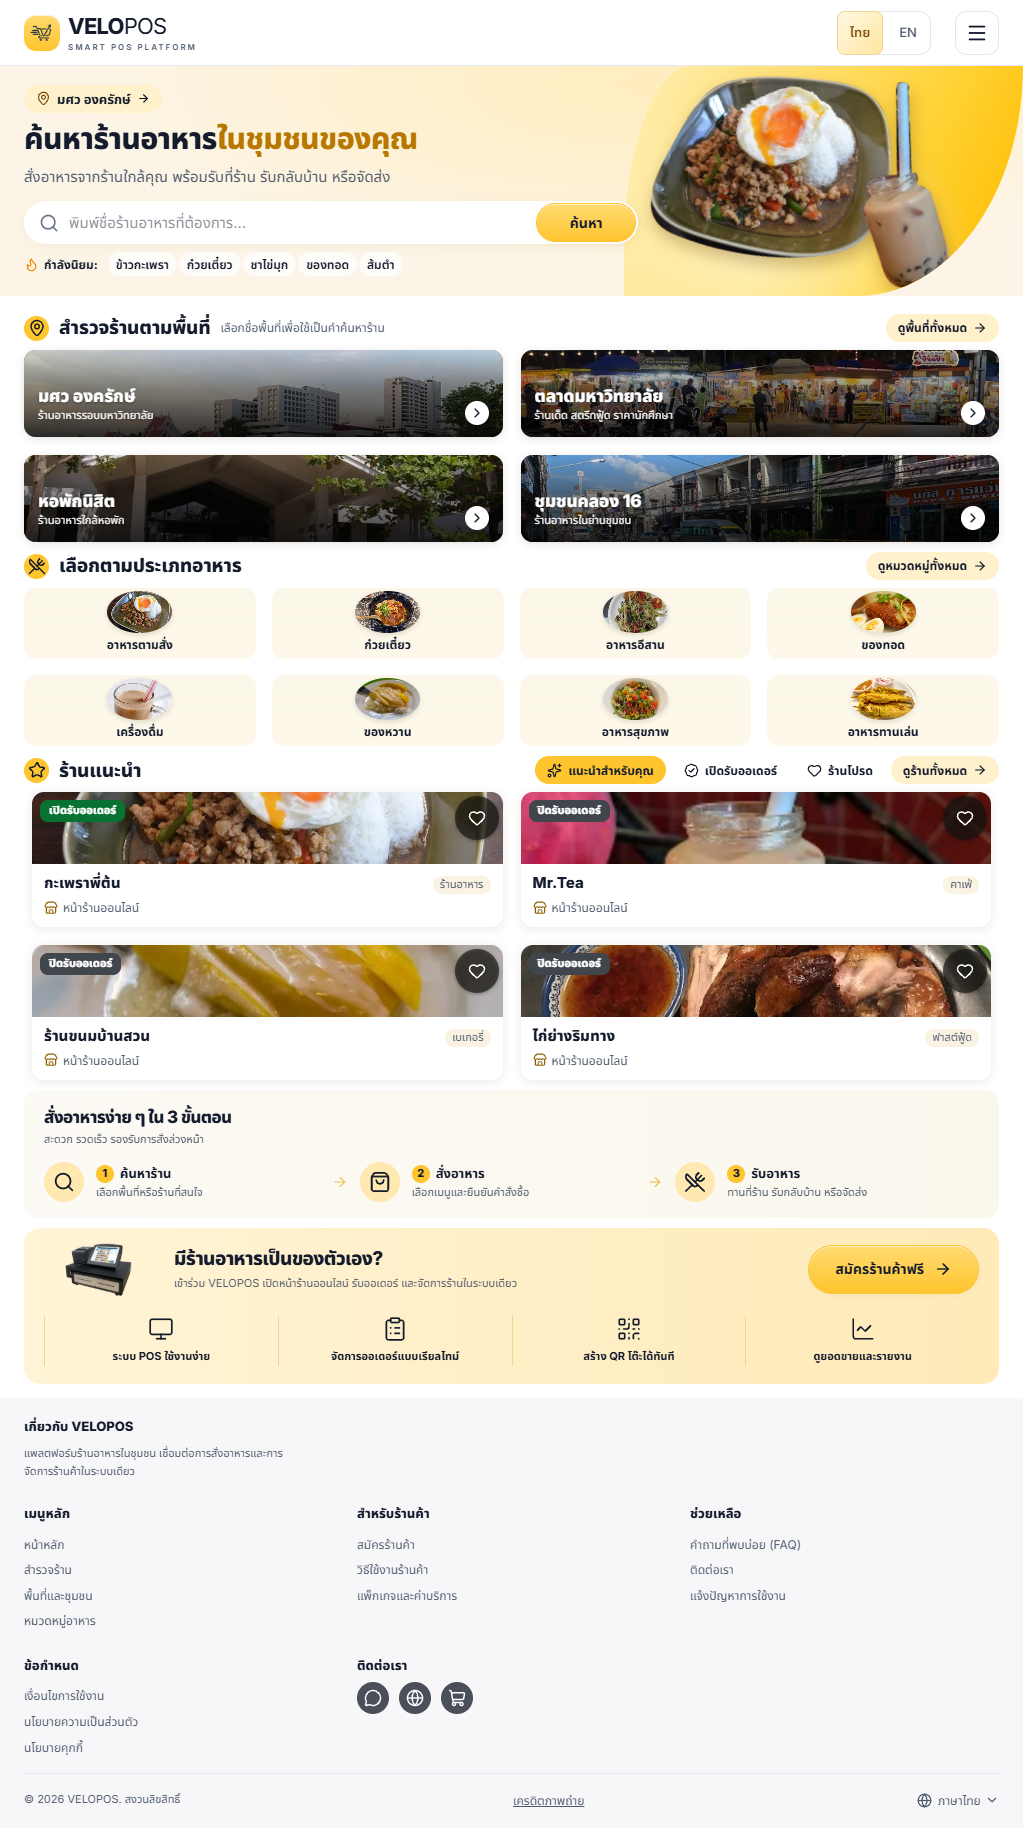 VELOPOS
SMART POS PLATFORM
ไทย
EN
มศว องครักษ์
ค้นหาร้านอาหารในชุมชนของคุณ
สั่งอาหารจากร้านใกล้คุณ พร้อมรับที่ร้าน รับกลับบ้าน หรือจัดส่ง
พิมพ์ชื่อร้านอาหารที่ต้องการ...
ค้นหา
กำลังนิยม: ข้าวกะเพรา ก๋วยเตี๋ยว ชาไข่มุก ของทอด ส้มตำ
สำรวจร้านตามพื้นที่ เลือกชื่อพื้นที่เพื่อใช้เป็นคำค้นหาร้าน
ดูพื้นที่ทั้งหมด
มศว องครักษ์
ร้านอาหารรอบมหาวิทยาลัย
ตลาดมหาวิทยาลัย
ร้านเด็ด สตรีทฟู้ด ราคานักศึกษา
หอพักนิสิต
ร้านอาหารใกล้หอพัก
ชุมชนคลอง 16
ร้านอาหารในย่านชุมชน
เลือกตามประเภทอาหาร
ดูหมวดหมู่ทั้งหมด
อาหารตามสั่ง
ก๋วยเตี๋ยว
อาหารอีสาน
ของทอด
เครื่องดื่ม
ของหวาน
อาหารสุขภาพ
อาหารทานเล่น
ร้านแนะนำ
แนะนำสำหรับคุณ
เปิดรับออเดอร์
ร้านโปรด
ดูร้านทั้งหมด
เปิดรับออเดอร์
กะเพราพี่ต้น
ร้านอาหาร
หน้าร้านออนไลน์
ปิดรับออเดอร์
Mr.Tea
คาเฟ่
หน้าร้านออนไลน์
ปิดรับออเดอร์
ร้านขนมบ้านสวน
เบเกอรี่
หน้าร้านออนไลน์
ปิดรับออเดอร์
ไก่ย่างริมทาง
ฟาสต์ฟู้ด
หน้าร้านออนไลน์
สั่งอาหารง่าย ๆ ใน 3 ขั้นตอน
สะดวก รวดเร็ว รองรับการสั่งล่วงหน้า
1 ค้นหาร้าน
เลือกพื้นที่หรือร้านที่สนใจ
2 สั่งอาหาร
เลือกเมนูและยืนยันคำสั่งซื้อ
3 รับอาหาร
ทานที่ร้าน รับกลับบ้าน หรือจัดส่ง
มีร้านอาหารเป็นของตัวเอง?
เข้าร่วม VELOPOS เปิดหน้าร้านออนไลน์ รับออเดอร์ และจัดการร้านในระบบเดียว
สมัครร้านค้าฟรี
ระบบ POS ใช้งานง่าย
จัดการออเดอร์แบบเรียลไทม์
สร้าง QR โต๊ะได้ทันที
ดูยอดขายและรายงาน
เกี่ยวกับ VELOPOS
แพลตฟอร์มร้านอาหารในชุมชน เชื่อมต่อการสั่งอาหารและการ
จัดการร้านค้าในระบบเดียว
เมนูหลัก
หน้าหลัก
สำรวจร้าน
พื้นที่และชุมชน
หมวดหมู่อาหาร
สำหรับร้านค้า
สมัครร้านค้า
วิธีใช้งานร้านค้า
แพ็กเกจและค่าบริการ
ช่วยเหลือ
คำถามที่พบบ่อย (FAQ)
ติดต่อเรา
แจ้งปัญหาการใช้งาน
ข้อกำหนด
เงื่อนไขการใช้งาน
นโยบายความเป็นส่วนตัว
นโยบายคุกกี้
ติดต่อเรา
© 2026 VELOPOS. สงวนลิขสิทธิ์
เครดิตภาพถ่าย
ภาษาไทย